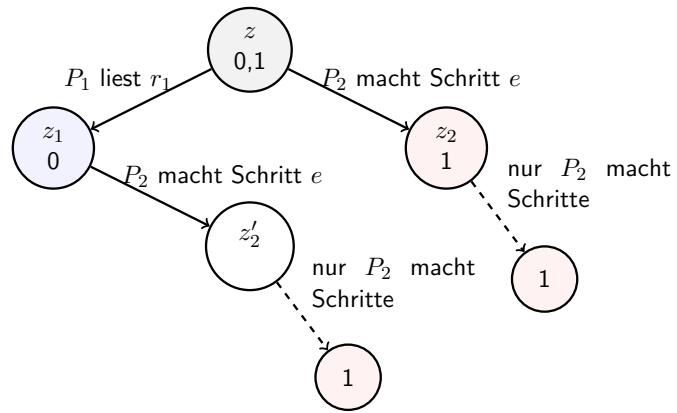 z
0,1
P₁ liest r₁
P₂ macht Schritt e
z₁
0
z₂
1
nur P₂ macht
Schritte
P₂ macht Schritt e
z₂′
1
nur P₂ macht
Schritte
1